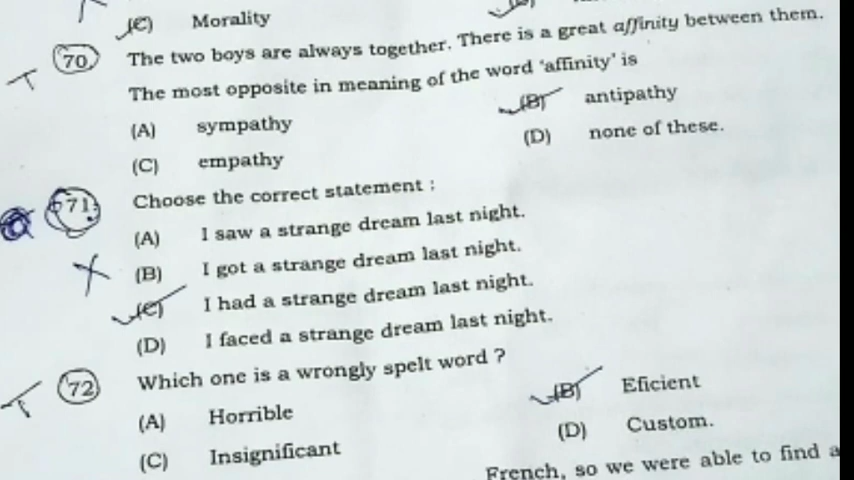 (C) Morality
70 The two boys are always together. There is a great affinity between them.
The most opposite in meaning of the word 'affinity' is
(A) sympathy (B) antipathy
(C) empathy (D) none of these.
71. Choose the correct statement :
(A) I saw a strange dream last night.
(B) I got a strange dream last night.
(C) I had a strange dream last night.
(D) I faced a strange dream last night.
72 Which one is a wrongly spelt word ?
(A) Horrible (B) Eficient
(C) Insignificant (D) Custom.
French, so we were able to find a